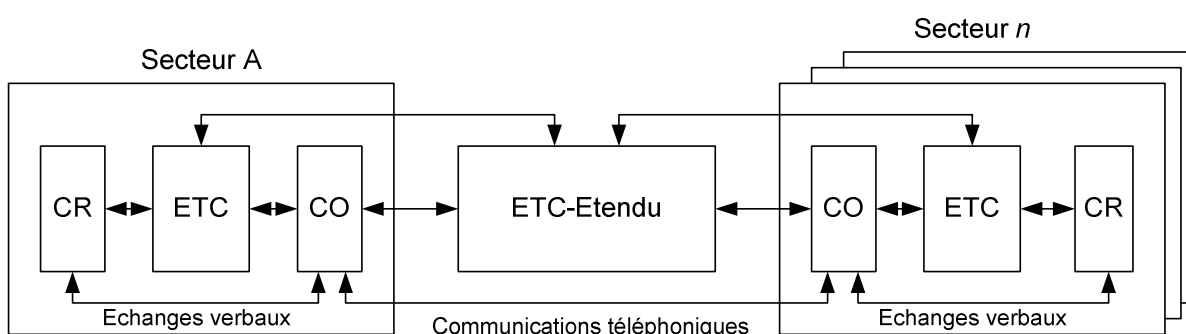 Secteur n
Secteur A
CR
ETC
CO
ETC-Etendu
CO
ETC
CR
Echanges verbaux
Communications téléphoniques
Echanges verbaux